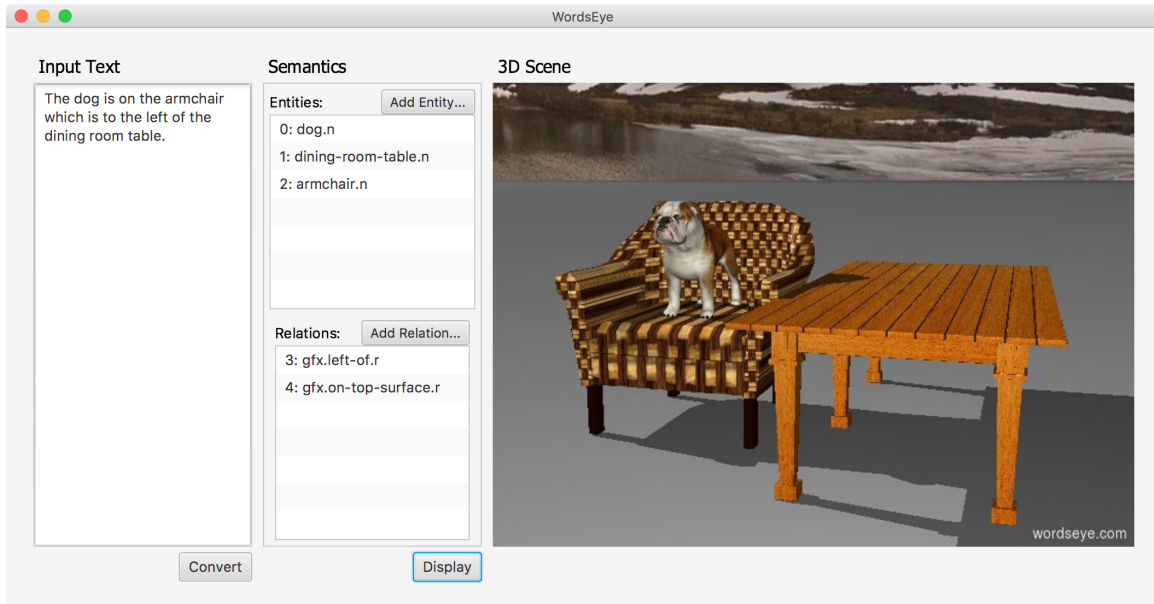 WordsEye
Input Text
The dog is on the armchair
which is to the left of the
dining room table.
Convert
Semantics
Entities:
Add Entity...
0: dog.n
1: dining-room-table.n
2: armchair.n
Relations:
Add Relation...
3: gfx.left-of.r
4: gfx.on-top-surface.r
Display
3D Scene
wordseye.com